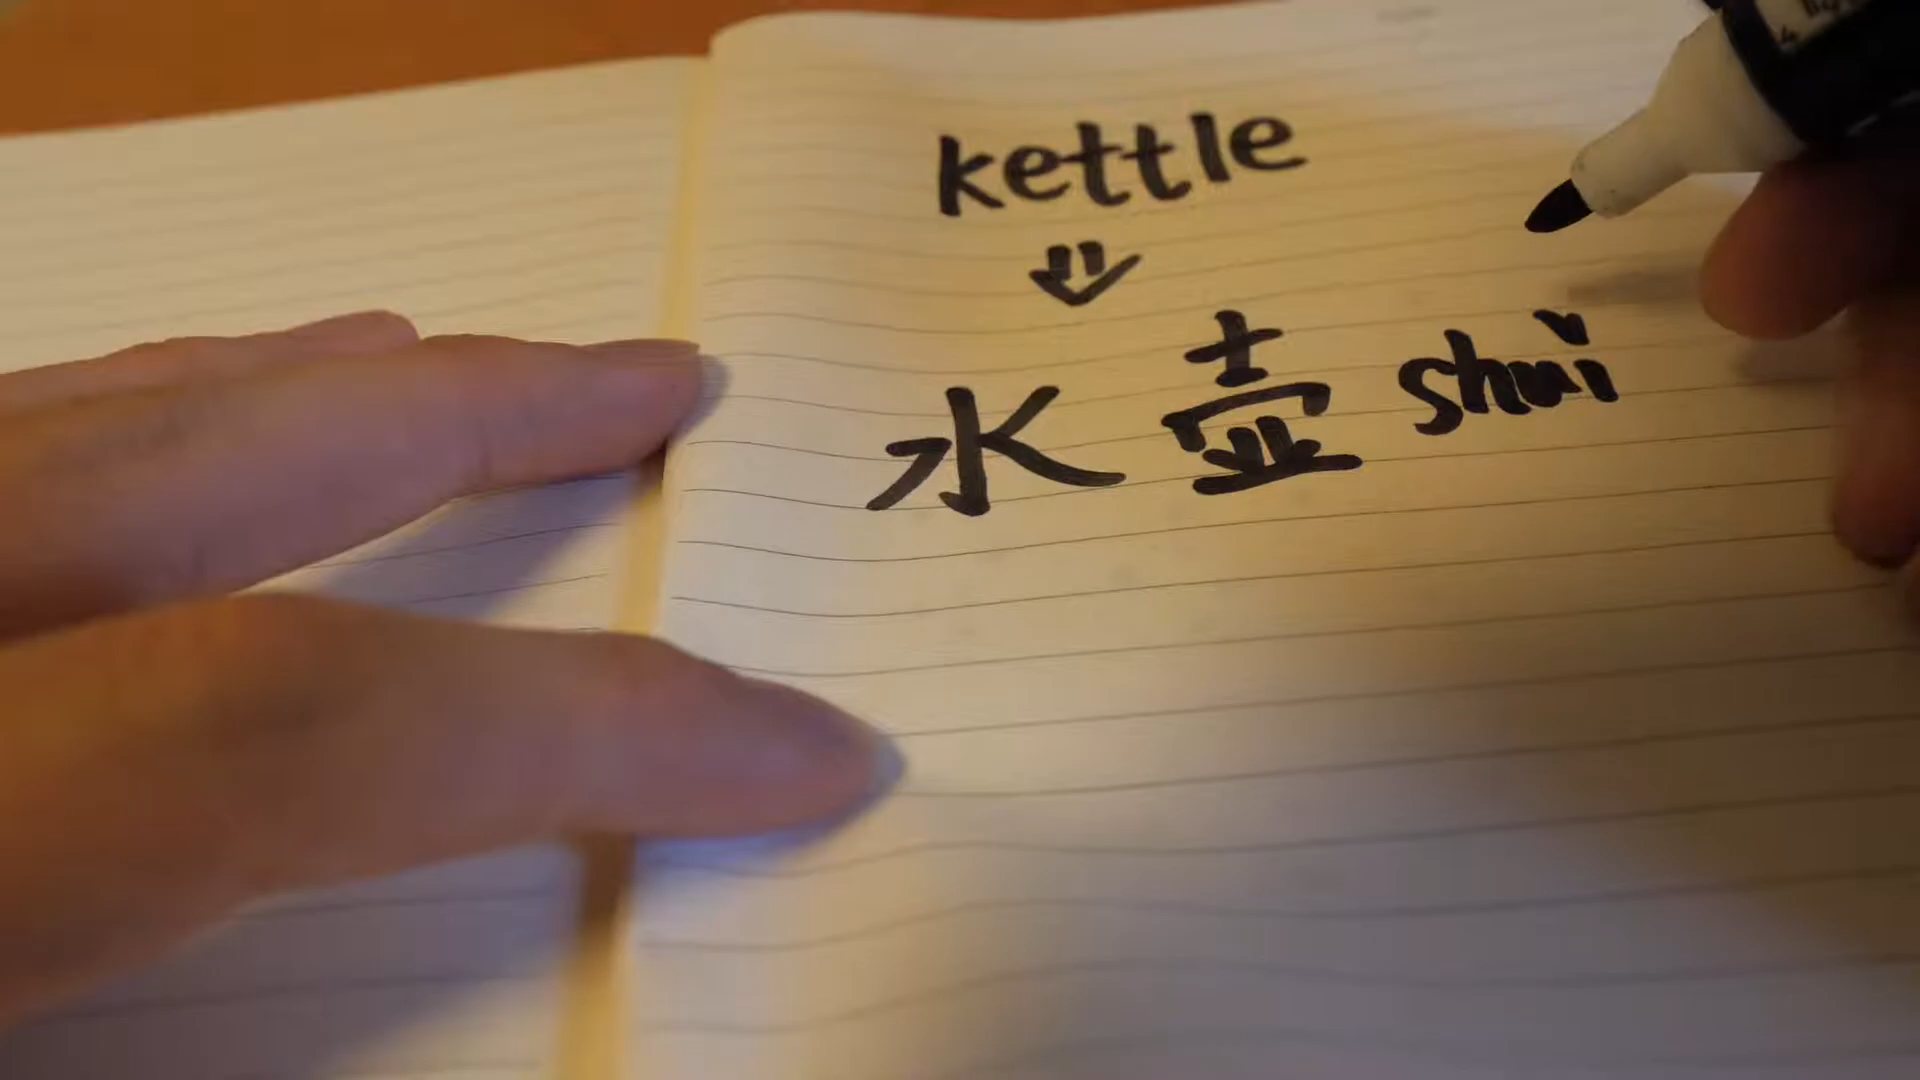 kettle
⇓
水壶 shuǐ